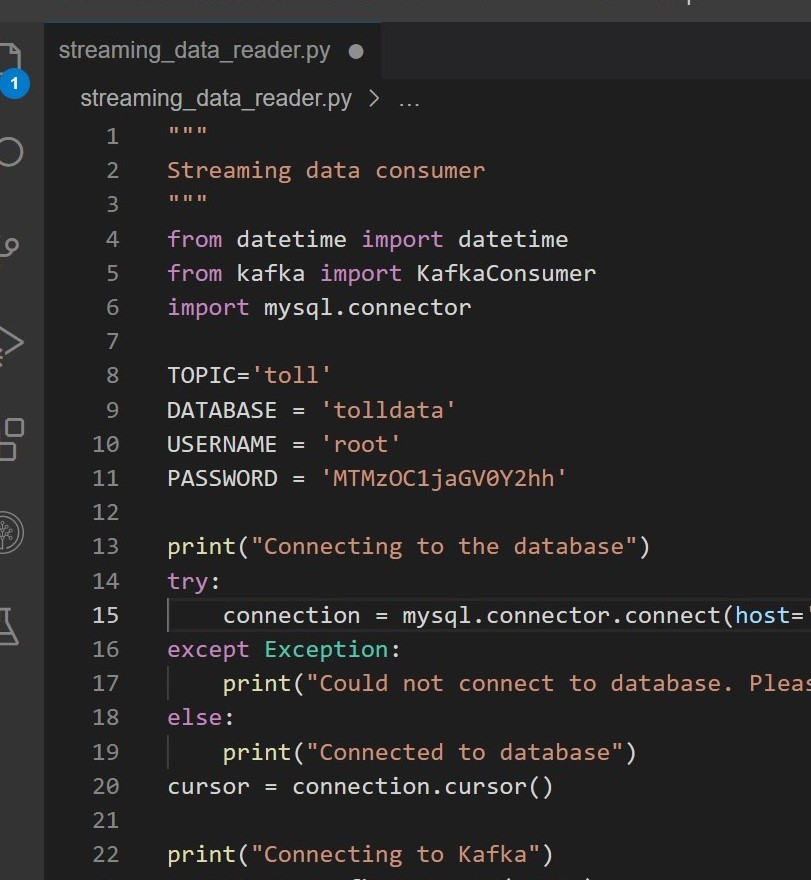 streaming_data_reader.py ●
1
streaming_data_reader.py > ...
1 """
2 Streaming data consumer
3 """
4 from datetime import datetime
5 from kafka import KafkaConsumer
6 import mysql.connector
7
8 TOPIC='toll'
9 DATABASE = 'tolldata'
10 USERNAME = 'root'
11 PASSWORD = 'MTMzOC1jaGV0Y2hh'
12
13 print("Connecting to the database")
14 try:
15     connection = mysql.connector.connect(host='
16 except Exception:
17     print("Could not connect to database. Pleas
18 else:
19     print("Connected to database")
20 cursor = connection.cursor()
21
22 print("Connecting to Kafka")